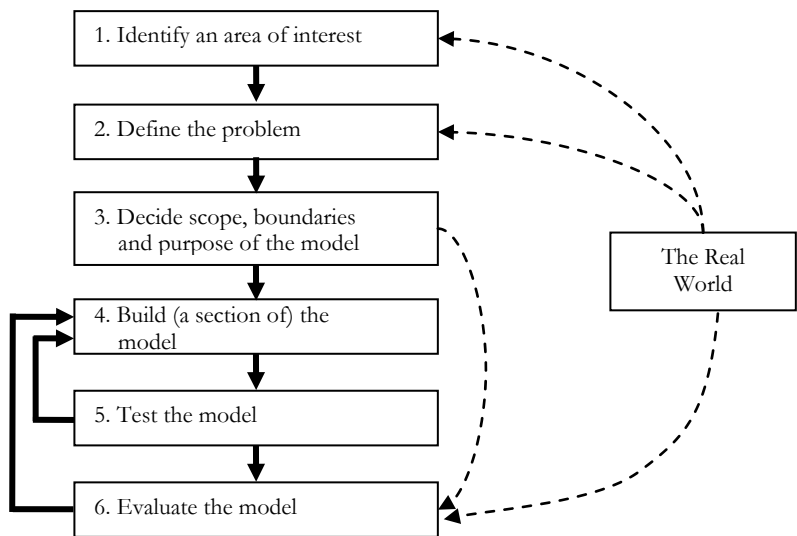 1. Identify an area of interest
2. Define the problem
3. Decide scope, boundaries
and purpose of the model
The Real
World
4. Build (a section of) the
model
5. Test the model
6. Evaluate the model